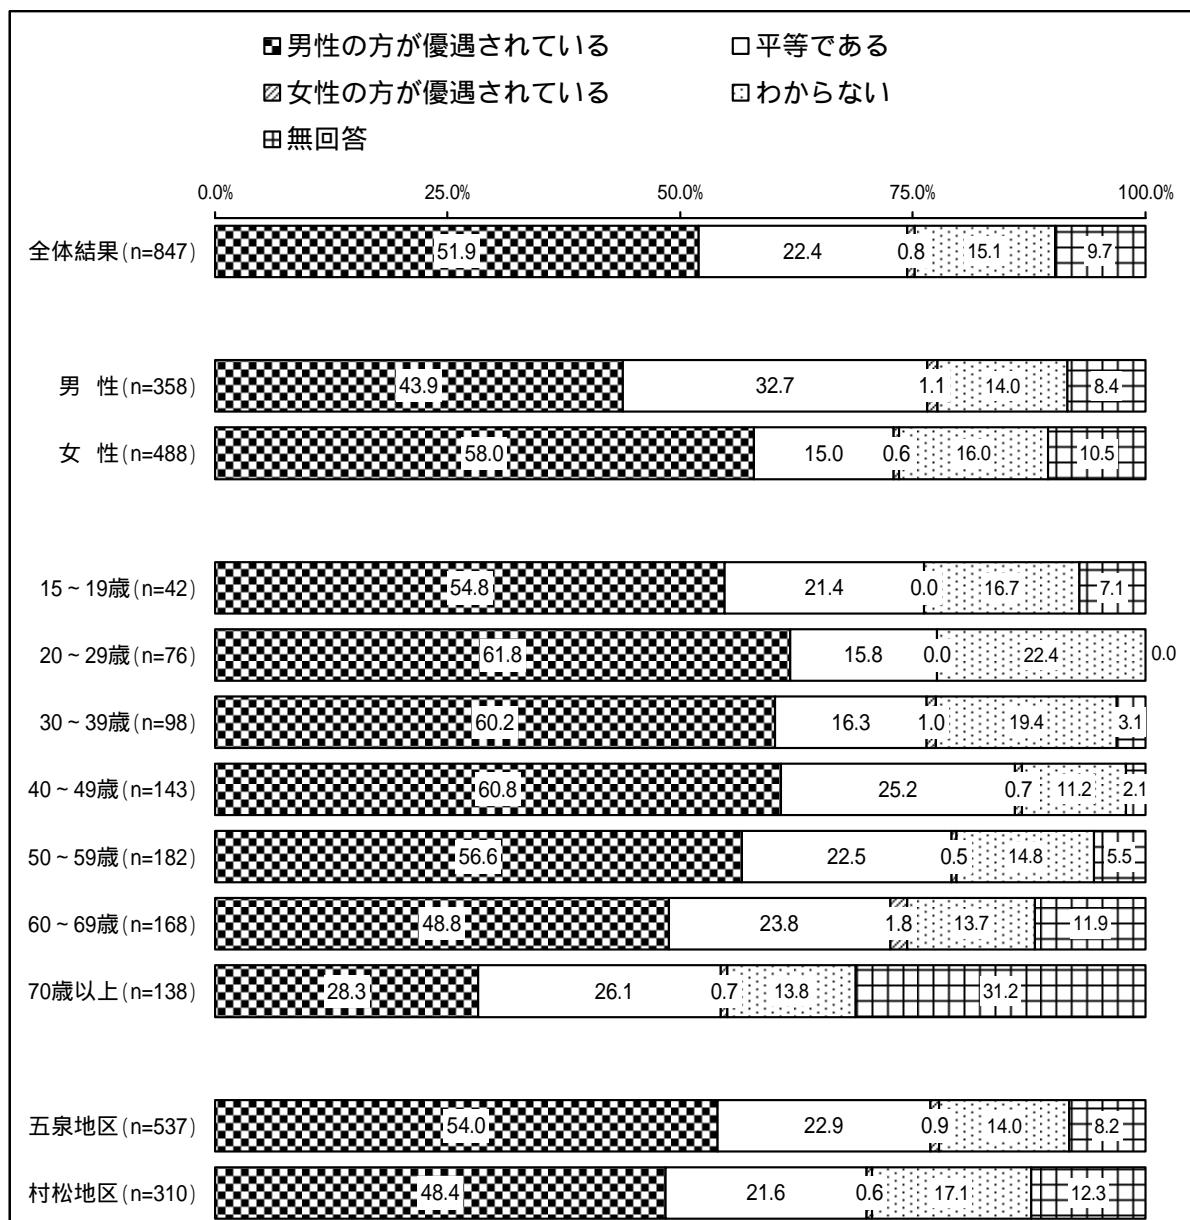 男性の方が優遇されている 平等である
女性の方が優遇されている わからない
無回答
0.0% 25.0% 50.0% 75.0% 100.0%
全体結果(n=847) 51.9 22.4 0.8 15.1 9.7
男 性(n=358) 43.9 32.7 1.1 14.0 8.4
女 性(n=488) 58.0 15.0 0.6 16.0 10.5
15~19歳(n=42) 54.8 21.4 0.0 16.7 7.1
20~29歳(n=76) 61.8 15.8 0.0 22.4 0.0
30~39歳(n=98) 60.2 16.3 1.0 19.4 3.1
40~49歳(n=143) 60.8 25.2 0.7 11.2 2.1
50~59歳(n=182) 56.6 22.5 0.5 14.8 5.5
60~69歳(n=168) 48.8 23.8 1.8 13.7 11.9
70歳以上(n=138) 28.3 26.1 0.7 13.8 31.2
五泉地区(n=537) 54.0 22.9 0.9 14.0 8.2
村松地区(n=310) 48.4 21.6 0.6 17.1 12.3